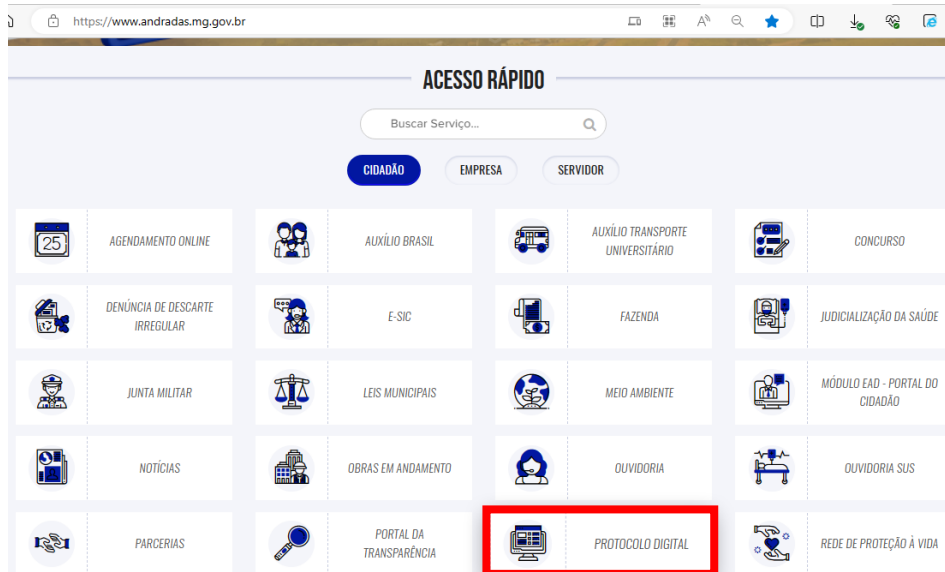 https://www.andradas.mg.gov.br
ACESSO RÁPIDO
Buscar Serviço...
CIDADÃO
EMPRESA
SERVIDOR
25
AGENDAMENTO ONLINE
AUXÍLIO BRASIL
AUXÍLIO TRANSPORTE
UNIVERSITÁRIO
CONCURSO
DENÚNCIA DE DESCARTE
IRREGULAR
E-SIC
FAZENDA
JUDICIALIZAÇÃO DA SAÚDE
JUNTA MILITAR
LEIS MUNICIPAIS
MEIO AMBIENTE
MÓDULO EAD - PORTAL DO
CIDADÃO
NOTÍCIAS
OBRAS EM ANDAMENTO
OUVIDORIA
OUVIDORIA SUS
PARCERIAS
PORTAL DA
TRANSPARÊNCIA
PROTOCOLO DIGITAL
REDE DE PROTEÇÃO À VIDA